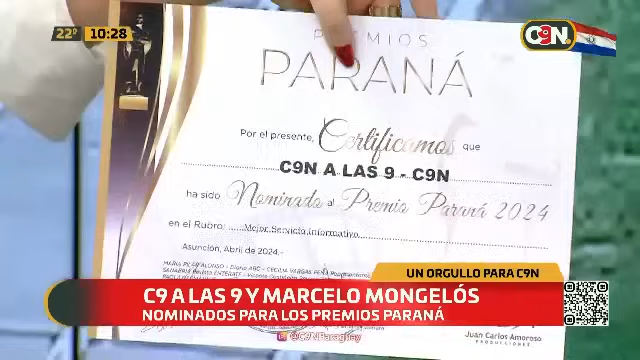 22º 10:28
C9N
PREMIOS
PARANÁ
Por el presente, Certificamos que
C9N A LAS 9 - C9N
ha sido Nominado al Premio Paraná 2024
en el Rubro: Mejor Servicio Informativo
Asunción, Abril de 2024.-
UN ORGULLO PARA C9N
C9 A LAS 9 Y MARCELO MONGELÓS
NOMINADOS PARA LOS PREMIOS PARANÁ
@C9NParaguay
Juan Carlos Amoroso
PRODUCCIONES